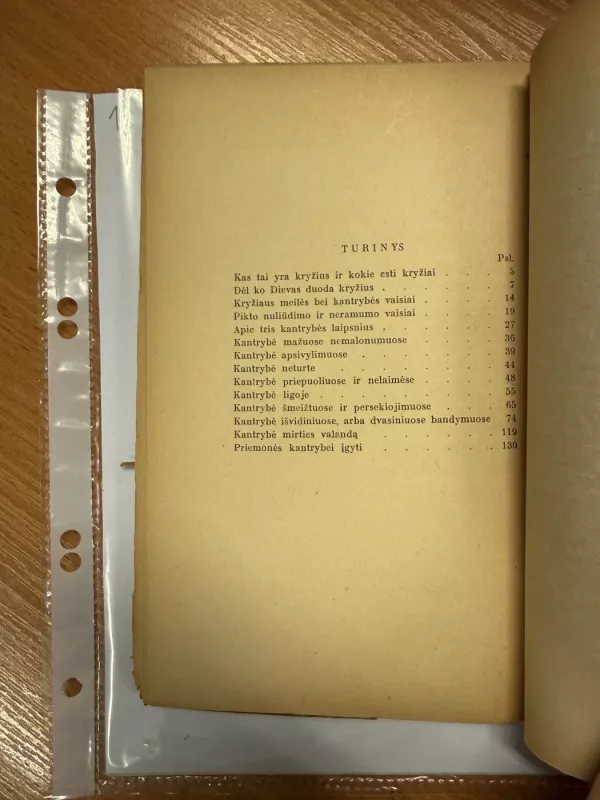 TURINYS
Psl.
Kas tai yra kryžius ir kokie esti kryžiai . . . 5
Dėl ko Dievas duoda kryžius . . . . . . 7
Kryžiaus meilės bei kantrybės vaisiai . . . . 14
Pikto nuliūdimo ir neramumo vaisiai . . . . 19
Apie tris kantrybės laipsnius . . . . . . 27
Kantrybė mažuose nemalonumuose . . . . 36
Kantrybė apsivylimuose . . . . . . . 39
Kantrybė neturte . . . . . . . 44
Kantrybė priepuoliuose ir nelaimėse . . . . 48
Kantrybė ligoje . . . . . . . . 55
Kantrybė šmeižtuose ir persekiojimuose . . . 65
Kantrybė išvidiniuose, arba dvasiniuose bandymuose 74
Kantrybė mirties valandą . . . . . . 119
Priemonės kantrybei įgyti . . . . . . 130